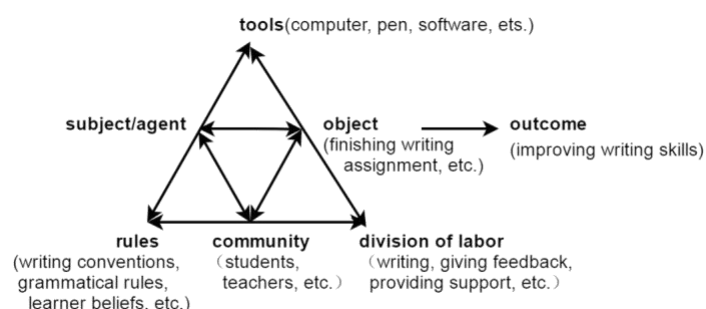 tools(computer, pen, software, ets.)
subject/agent
object
(finishing writing
assignment, etc.)
outcome
(improving writing skills)
rules
(writing conventions,
grammatical rules,
learner beliefs, etc.)
community
（students,
teachers, etc.）
division of labor
（writing, giving feedback,
providing support, etc.）